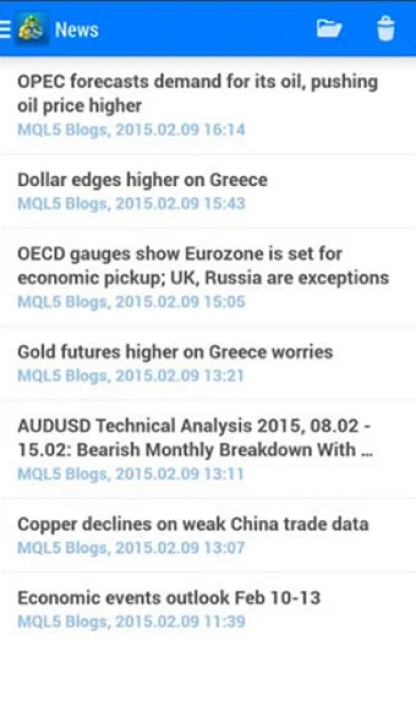 News
OPEC forecasts demand for its oil, pushing
oil price higher
MQL5 Blogs, 2015.02.09 16:14
Dollar edges higher on Greece
MQL5 Blogs, 2015.02.09 15:43
OECD gauges show Eurozone is set for
economic pickup; UK, Russia are exceptions
MQL5 Blogs, 2015.02.09 15:05
Gold futures higher on Greece worries
MQL5 Blogs, 2015.02.09 13:21
AUDUSD Technical Analysis 2015, 08.02 -
15.02: Bearish Monthly Breakdown With ...
MQL5 Blogs, 2015.02.09 13:11
Copper declines on weak China trade data
MQL5 Blogs, 2015.02.09 13:07
Economic events outlook Feb 10-13
MQL5 Blogs, 2015.02.09 11:39